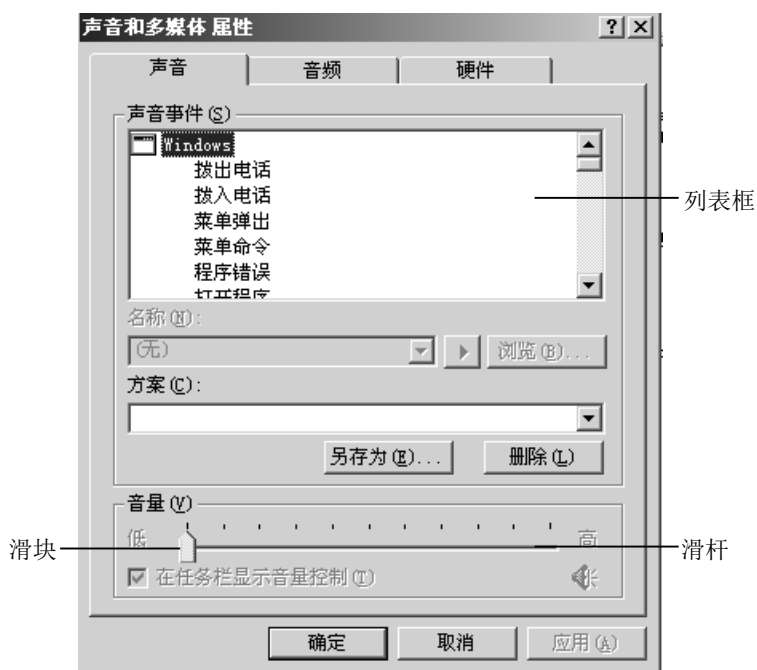 声音和多媒体 属性
声音 音频 硬件
声音事件(S)
Windows
拨出电话
拨入电话
列表框
菜单弹出
菜单命令
程序错误
打开程序
名称(N):
(无) 浏览(B)...
方案(C):
另存为(E)... 删除(L)
音量(V)
低 高
滑块 滑杆
在任务栏显示音量控制(T)
确定 取消 应用(A)